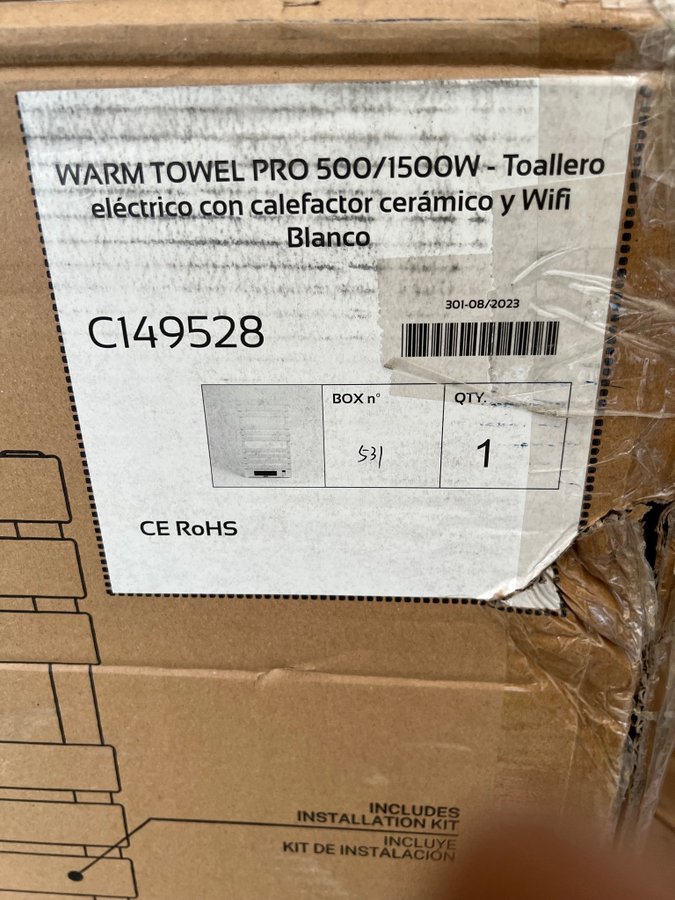 WARM TOWEL PRO 500/1500W - Toallero
eléctrico con calefactor cerámico y Wifi
Blanco
301-08/2023
C149528
BOX n°
QTY.
531
1
CE RoHS
INCLUDES
INSTALLATION KIT
INCLUYE
KIT DE INSTALACIÓN